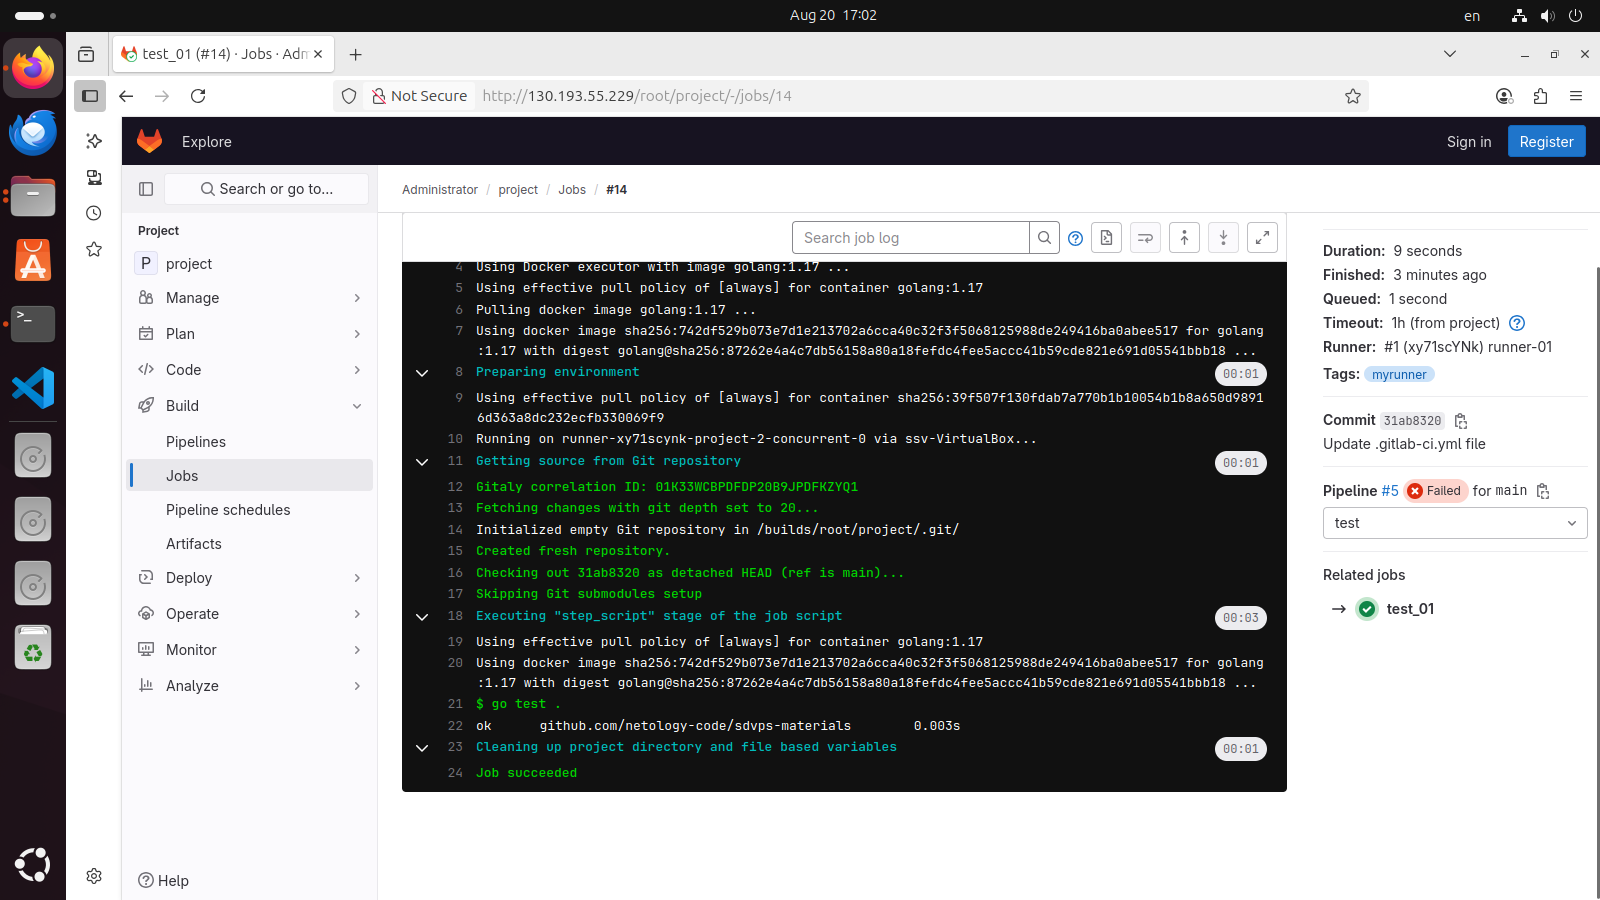 Aug 20 17:02
en
test_01 (#14) · Jobs · Adm
Not Secure
http://130.193.55.229/root/project/-/jobs/14
Explore
Sign in
Register
Search or go to...
Administrator / project / Jobs / #14
Project
P project
Manage
Plan
Code
Build
Pipelines
Jobs
Pipeline schedules
Artifacts
Deploy
Operate
Monitor
Analyze
Help
Search job log
4 Using Docker executor with image golang:1.17 ...
5 Using effective pull policy of [always] for container golang:1.17
6 Pulling docker image golang:1.17 ...
7 Using docker image sha256:742df529b073e7d1e213702a6cca40c32f3f5068125988de249416ba0abee517 for golang
:1.17 with digest golang@sha256:87262e4a4c7db56158a80a18fefdc4fee5accc41b59cde821e691d05541bbb18 ...
8 Preparing environment 00:01
9 Using effective pull policy of [always] for container sha256:39f507f130fdab7a770b1b10054b1b8a650d9891
6d363a8dc232ecfb330069f9
10 Running on runner-xy71scynk-project-2-concurrent-0 via ssv-VirtualBox...
11 Getting source from Git repository 00:01
12 Gitaly correlation ID: 01K33WCBPDFDP20B9JPDFKZYQ1
13 Fetching changes with git depth set to 20...
14 Initialized empty Git repository in /builds/root/project/.git/
15 Created fresh repository.
16 Checking out 31ab8320 as detached HEAD (ref is main)...
17 Skipping Git submodules setup
18 Executing "step_script" stage of the job script 00:03
19 Using effective pull policy of [always] for container golang:1.17
20 Using docker image sha256:742df529b073e7d1e213702a6cca40c32f3f5068125988de249416ba0abee517 for golang
:1.17 with digest golang@sha256:87262e4a4c7db56158a80a18fefdc4fee5accc41b59cde821e691d05541bbb18 ...
21 $ go test .
22 ok github.com/netology-code/sdvps-materials 0.003s
23 Cleaning up project directory and file based variables 00:01
24 Job succeeded
Duration: 9 seconds
Finished: 3 minutes ago
Queued: 1 second
Timeout: 1h (from project)
Runner: #1 (xy71scYNk) runner-01
Tags: myrunner
Commit 31ab8320
Update .gitlab-ci.yml file
Pipeline #5 Failed for main
test
Related jobs
→ test_01